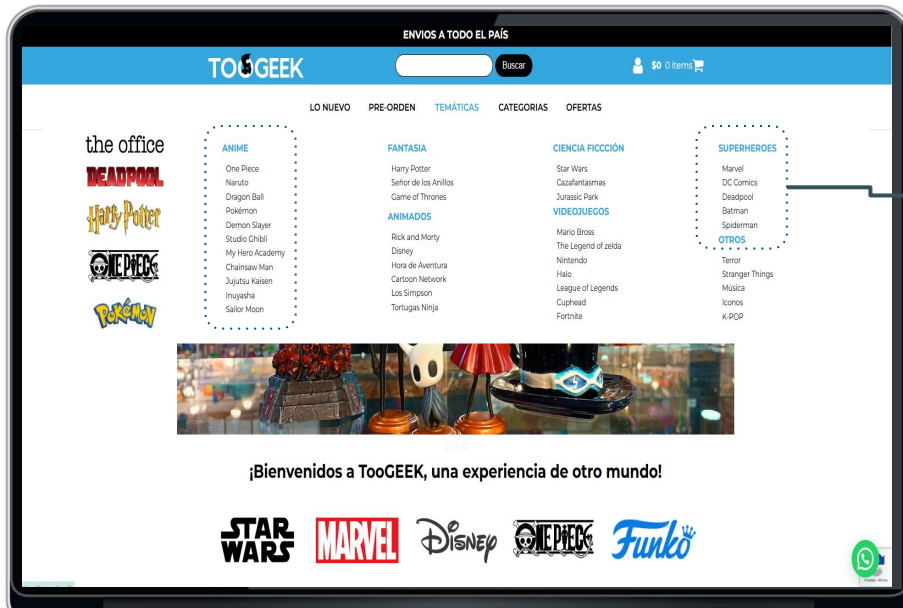 ENVIOS A TODO EL PAÍS
TOOGEEK
Buscar
$0 0 items
LO NUEVO PRE-ORDEN TEMÁTICAS CATEGORIAS OFERTAS
the office
DEADPOOL
Harry Potter
ONE PIECE
POKéMON
ANIME
One Piece
Naruto
Dragon Ball
Pokémon
Demon Slayer
Studio Ghibli
My Hero Academy
Chainsaw Man
Jujutsu Kaisen
Inuyasha
Sailor Moon
FANTASIA
Harry Potter
Señor de los Anillos
Game of Thrones
ANIMADOS
Rick and Morty
Disney
Hora de Aventura
Cartoon Network
Los Simpson
Tortugas Ninja
CIENCIA FICCCIÓN
Star Wars
Cazafantasmas
Jurassic Park
VIDEOJUEGOS
Mario Bross
The Legend of zelda
Nintendo
Halo
League of Legends
Cuphead
Fortnite
SUPERHEROES
Marvel
DC Comics
Deadpool
Batman
Spiderman
OTROS
Terror
Stranger Things
Música
Iconos
K-POP
¡Bienvenidos a TooGEEK, una experiencia de otro mundo!
STAR
WARS
MARVEL
Disney
ONE PIECE
Funko